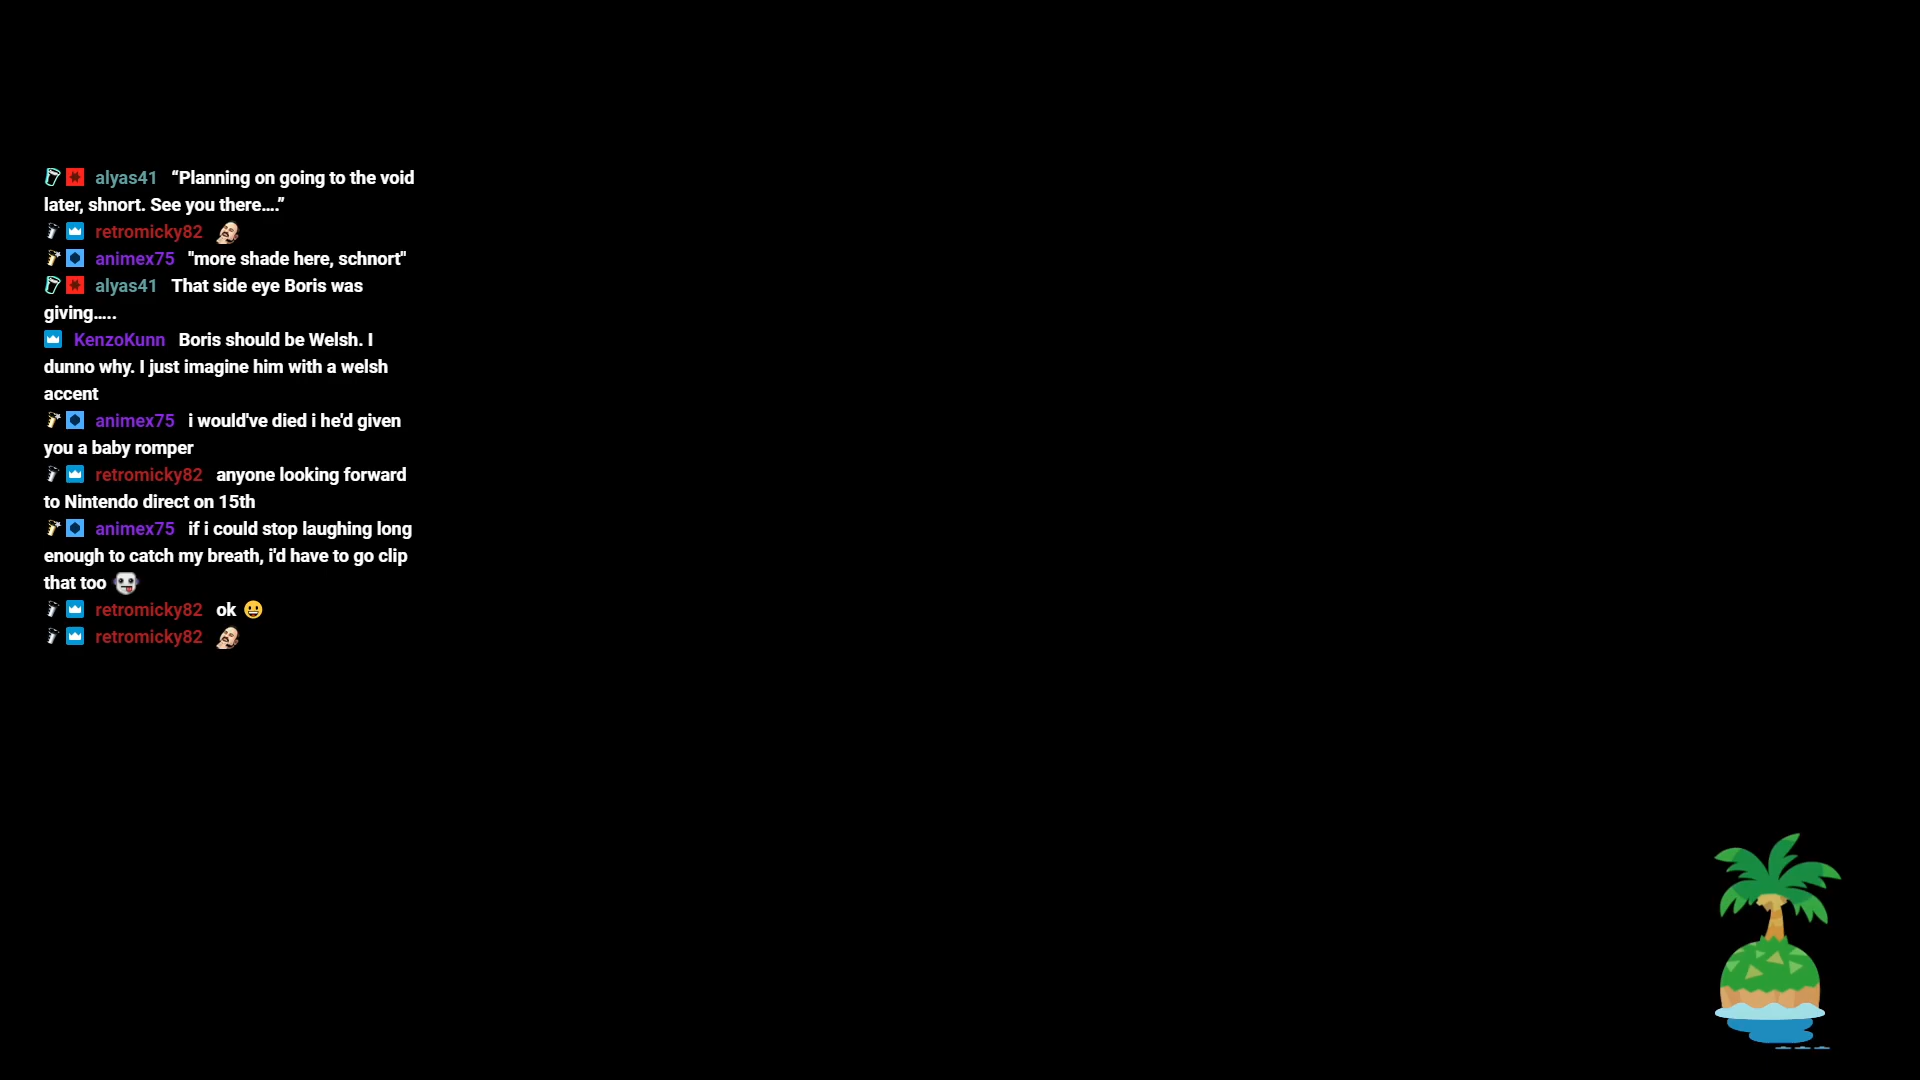 alyas41 “Planning on going to the void
later, shnort. See you there....”
retromicky82
animex75 "more shade here, schnort"
alyas41 That side eye Boris was
giving.....
KenzoKunn Boris should be Welsh. I
dunno why. I just imagine him with a welsh
accent
animex75 i would've died i he'd given
you a baby romper
retromicky82 anyone looking forward
to Nintendo direct on 15th
animex75 if i could stop laughing long
enough to catch my breath, i'd have to go clip
that too
retromicky82 ok 😀
retromicky82